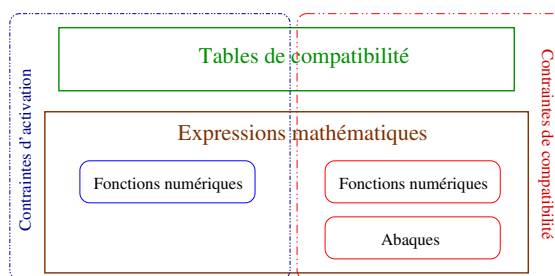 Tables de compatibilité
Expressions mathématiques
Contraintes d'activation
Fonctions numériques
Fonctions numériques
Abaques
Contraintes de
compatibilité